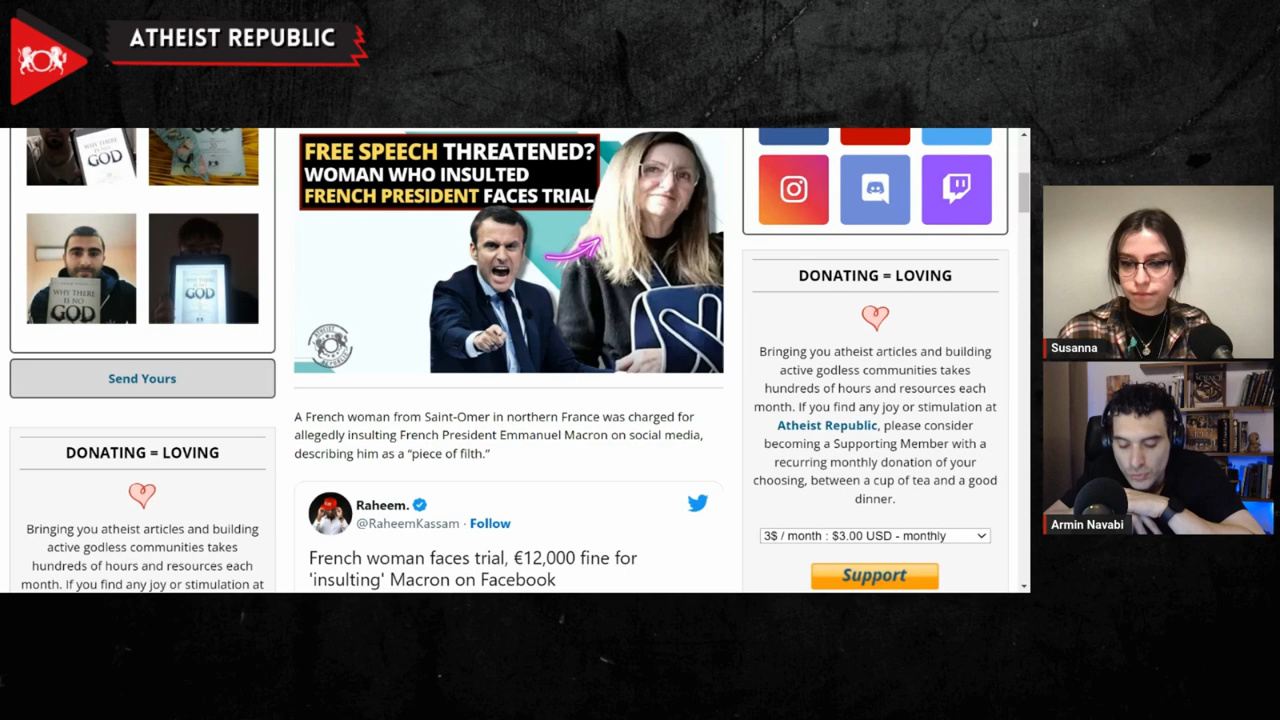 ATHEIST REPUBLIC
WHY THERE
IS NO
GOD
WHY THERE
IS NO
GOD
Send Yours
DONATING = LOVING
Bringing you atheist articles and building
active godless communities takes
hundreds of hours and resources each
month. If you find any joy or stimulation at
FREE SPEECH THREATENED?
WOMAN WHO INSULTED
FRENCH PRESIDENT FACES TRIAL
ATHEIST
REPUBLIC
A French woman from Saint-Omer in northern France was charged for
allegedly insulting French President Emmanuel Macron on social media,
describing him as a “piece of filth.”
Raheem.
@RaheemKassam · Follow
French woman faces trial, €12,000 fine for
'insulting' Macron on Facebook
DONATING = LOVING
Bringing you atheist articles and building
active godless communities takes
hundreds of hours and resources each
month. If you find any joy or stimulation at
Atheist Republic, please consider
becoming a Supporting Member with a
recurring monthly donation of your
choosing, between a cup of tea and a good
dinner.
3$ / month : $3.00 USD - monthly
Support
Susanna
SCIENCE
Armin Navabi